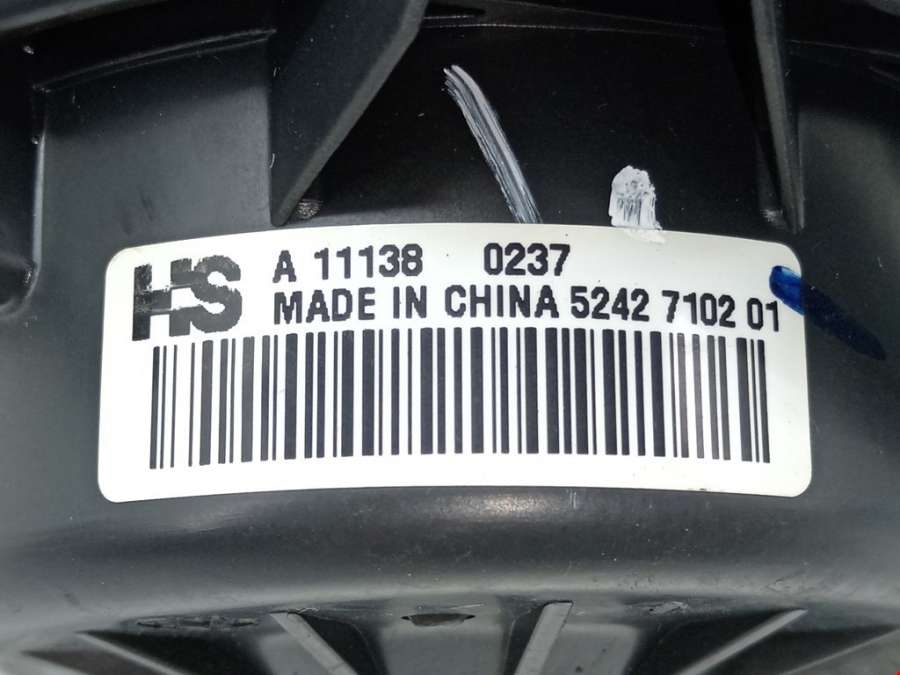 HS A 11138 0237
MADE IN CHINA 5242 7102 01